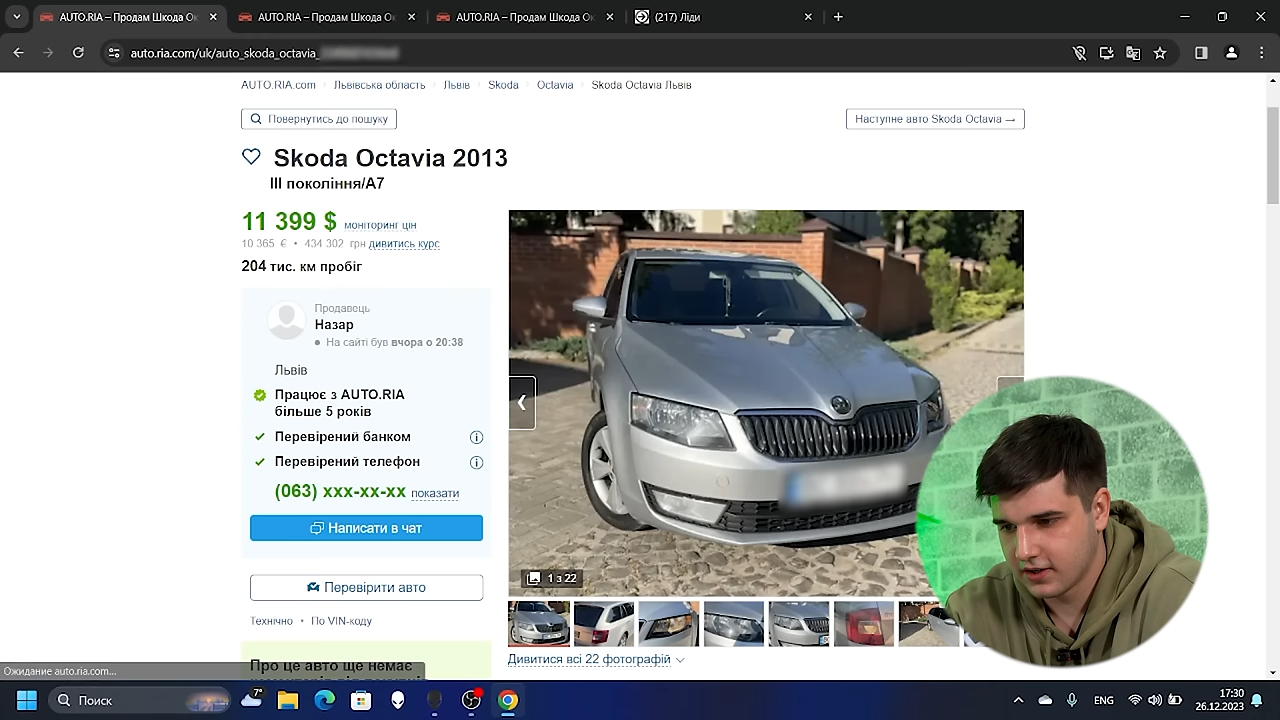 AUTO.RIA – Продам Шкода Ос
AUTO.RIA – Продам Шкода Ос
AUTO.RIA – Продам Шкода Ос
(217) Ліди
auto.ria.com/uk/auto_skoda_octavia_
AUTO.RIA.com Львівська область Львів Skoda Octavia Skoda Octavia Львів
Повернутись до пошуку
Наступне авто Skoda Octavia →
Skoda Octavia 2013
III покоління/A7
11 399 $ моніторинг цін
10 365 € • 434 302 грн дивитись курс
204 тис. км пробіг
Продавець
Назар
На сайті був вчора о 20:38
Львів
Працює з AUTO.RIA
більше 5 років
Перевірений банком
Перевірений телефон
(063) xxx-xx-xx показати
Написати в чат
1 з 22
Перевірити авто
Технічно • По VIN-коду
Дивитися всі 22 фотографій
Про це авто ще немає
Ожидание auto.ria.com...
Поиск
7°
ENG
17:30
26.12.2023